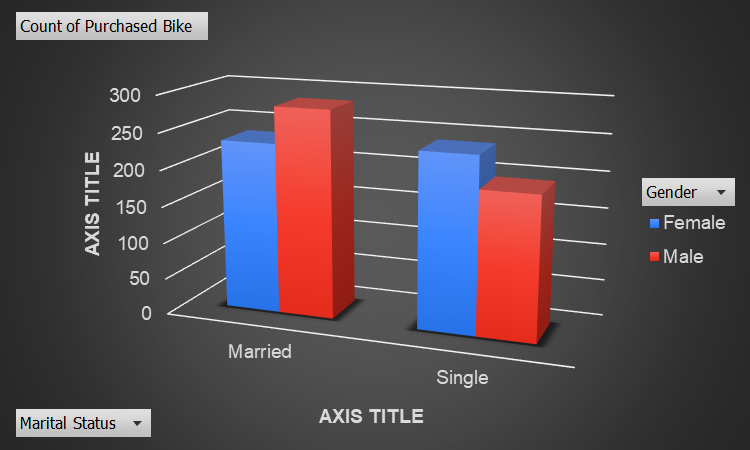 Count of Purchased Bike
300
250
200
150
100
50
0
AXIS TITLE
Married
Single
AXIS TITLE
Gender
Female
Male
Marital Status